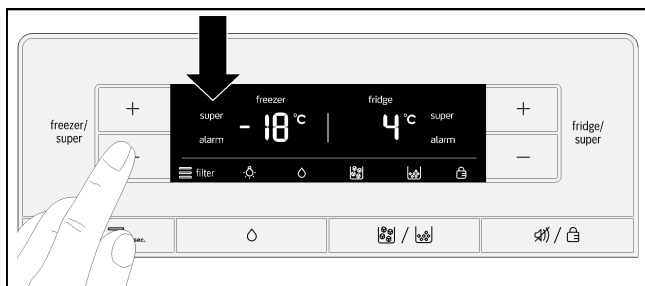 freezer
fridge
super
super
- 18 °C
4 °C
alarm
alarm
filter
freezer/
super
+
–
+
–
fridge/
super
sec.
/
/